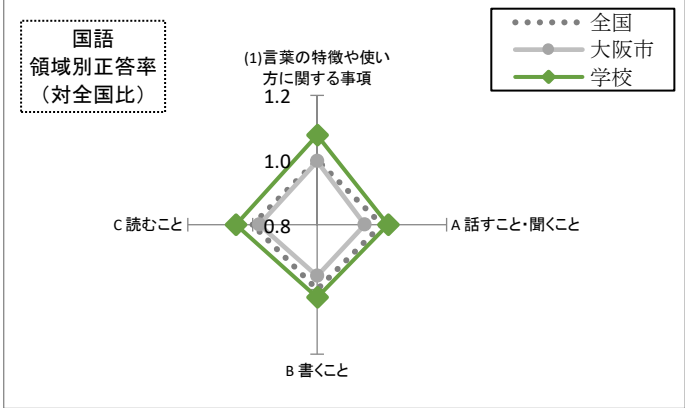 国語
領域別正答率
（対全国比）
全国
大阪市
学校
(1)言葉の特徴や使い
方に関する事項
1.2
1.0
0.8
C 読むこと
A 話すこと・聞くこと
B 書くこと